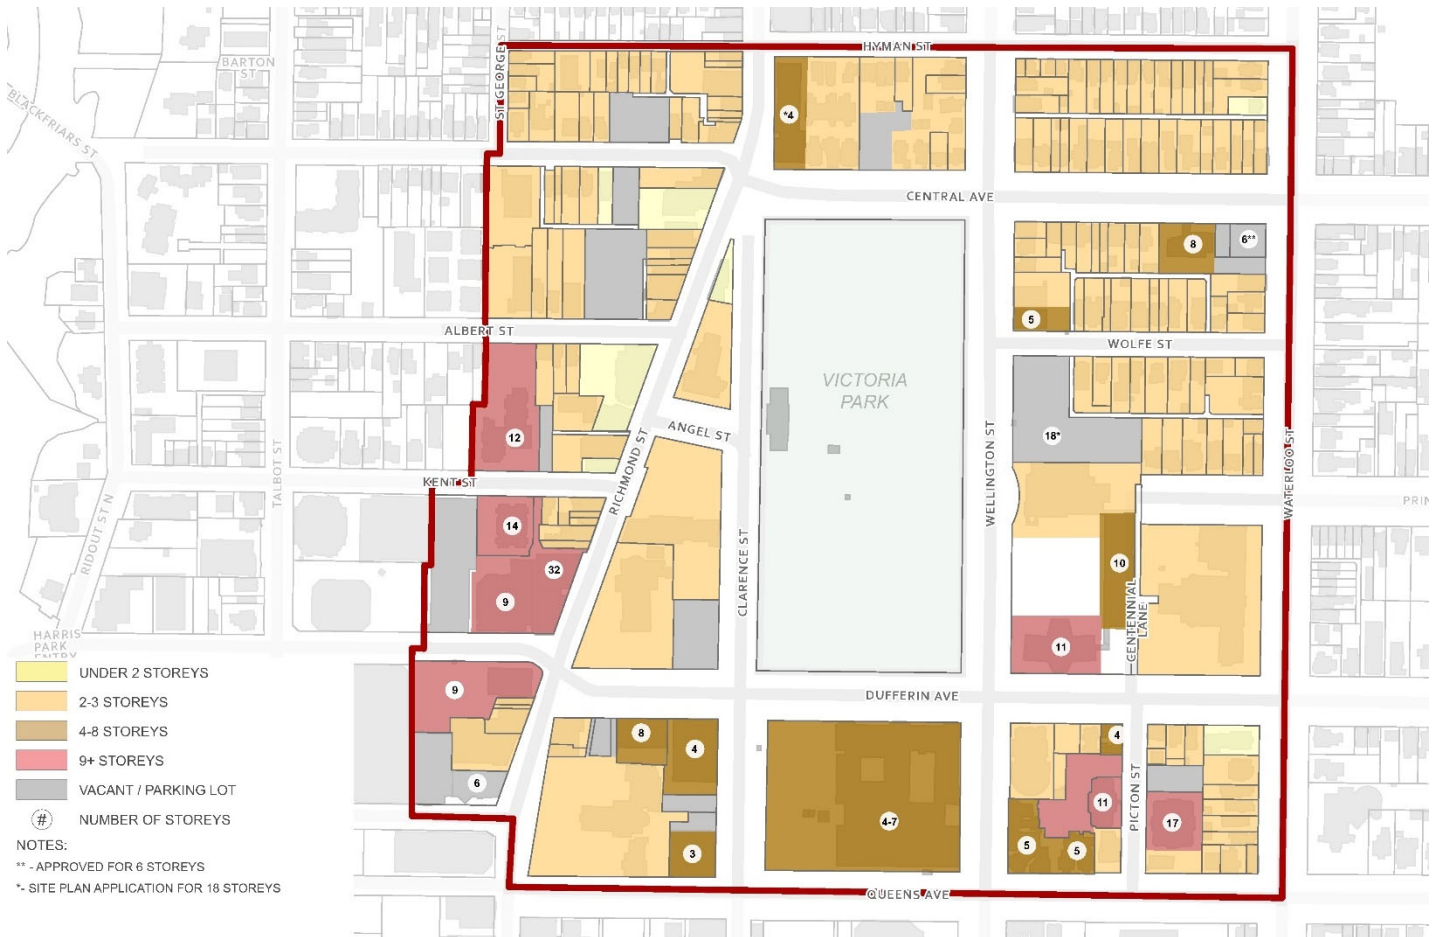 HYMAN ST
BARTON
ST
ST GEORGE ST
BLACKFRIARS ST
*4
CENTRAL AVE
8
6**
5
ALBERT ST
WOLFE ST
VICTORIA
PARK
12
ANGEL ST
18*
KENT ST
RICHMOND ST
TALBOT ST
RIDOUT ST N
CLARENCE ST
WELLINGTON ST
WATERLOO ST
PRIN
14
32
9
10
CENTENNIAL
LANE
11
HARRIS
PARK
ENTRY
9
DUFFERIN AVE
8
4
4
6
4-7
11
PICTON ST
17
3
5
5
QUEENS AVE
UNDER 2 STOREYS
2-3 STOREYS
4-8 STOREYS
9+ STOREYS
VACANT / PARKING LOT
# NUMBER OF STOREYS
NOTES:
** - APPROVED FOR 6 STOREYS
*- SITE PLAN APPLICATION FOR 18 STOREYS